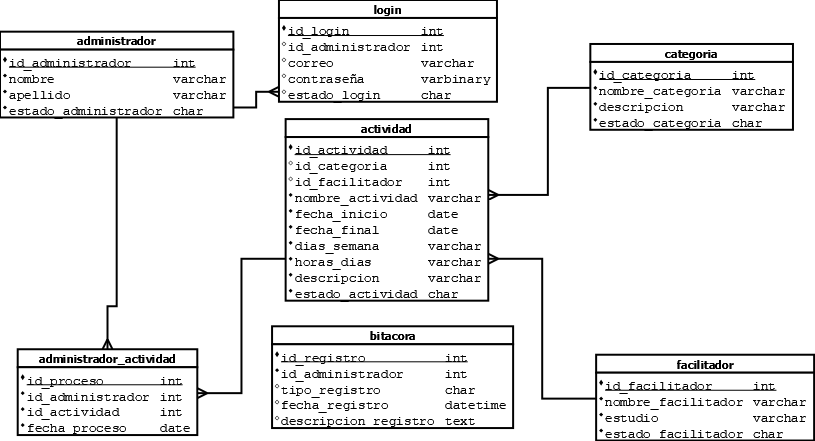 login
id_login int
id_administrador int
correo varchar
contraseña varbinary
estado_login char
administrador
id_administrador int
nombre varchar
apellido varchar
estado_administrador char
categoria
id_categoria int
nombre_categoria varchar
descripcion varchar
estado_categoria char
actividad
id_actividad int
id_categoria int
id_facilitador int
nombre_actividad varchar
fecha_inicio date
fecha_final date
dias_semana varchar
horas_dias varchar
descripcion varchar
estado_actividad char
administrador_actividad
id_proceso int
id_administrador int
id_actividad int
fecha_proceso date
bitacora
id_registro int
id_administrador int
tipo_registro char
fecha_registro datetime
descripcion_registro text
facilitador
id_facilitador int
nombre_facilitador varchar
estudio varchar
estado_facilitador char